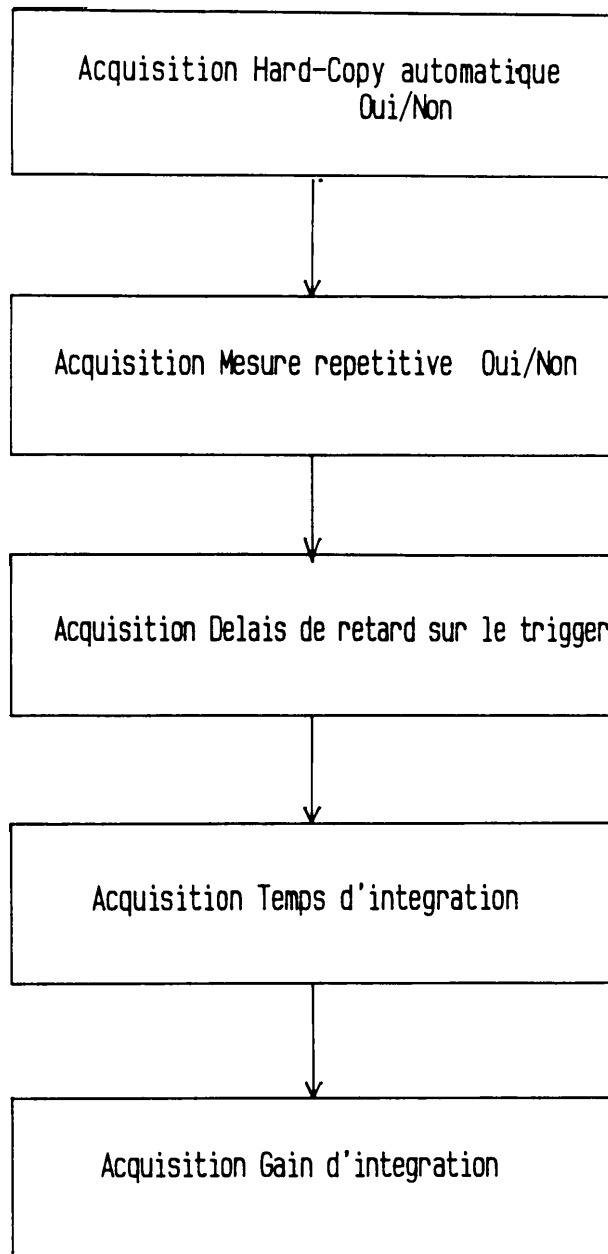 Acquisition Hard-Copy automatique
Oui/Non
Acquisition Mesure repetitive Oui/Non
Acquisition Delais de retard sur le trigger
Acquisition Temps d'integration
Acquisition Gain d'integration